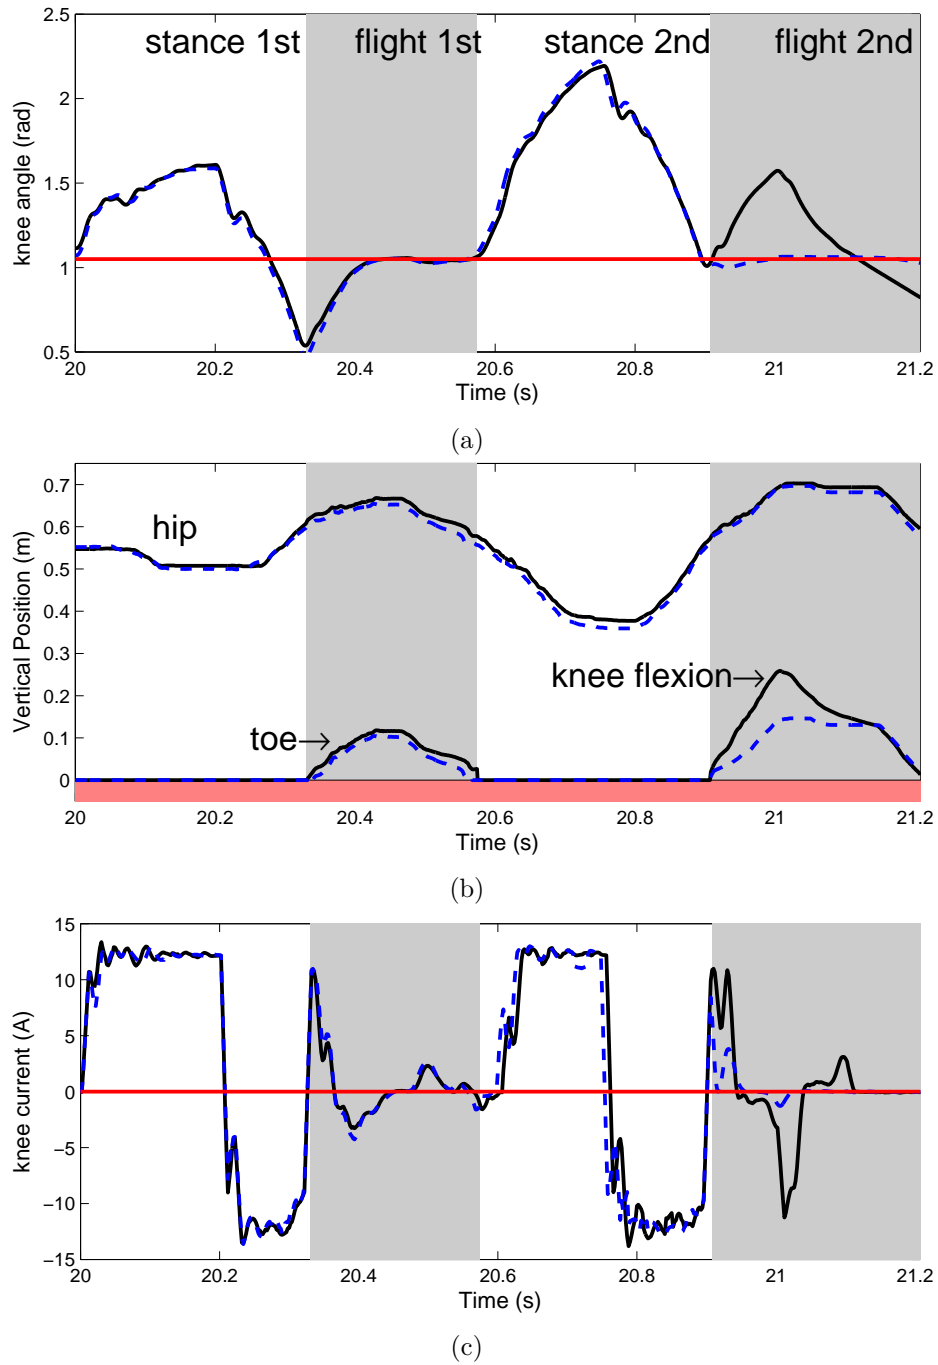 stance 1st flight 1st stance 2nd flight 2nd
2.5
2
1.5
1
0.5
knee angle (rad)
20 20.2 20.4 20.6 20.8 21 21.2
Time (s)
(a)
0.7
0.6
0.5
0.4
0.3
0.2
0.1
0
Vertical Position (m)
hip
knee flexion→
toe→
20 20.2 20.4 20.6 20.8 21 21.2
Time (s)
(b)
15
10
5
0
−5
−10
−15
knee current (A)
20 20.2 20.4 20.6 20.8 21 21.2
Time (s)
(c)